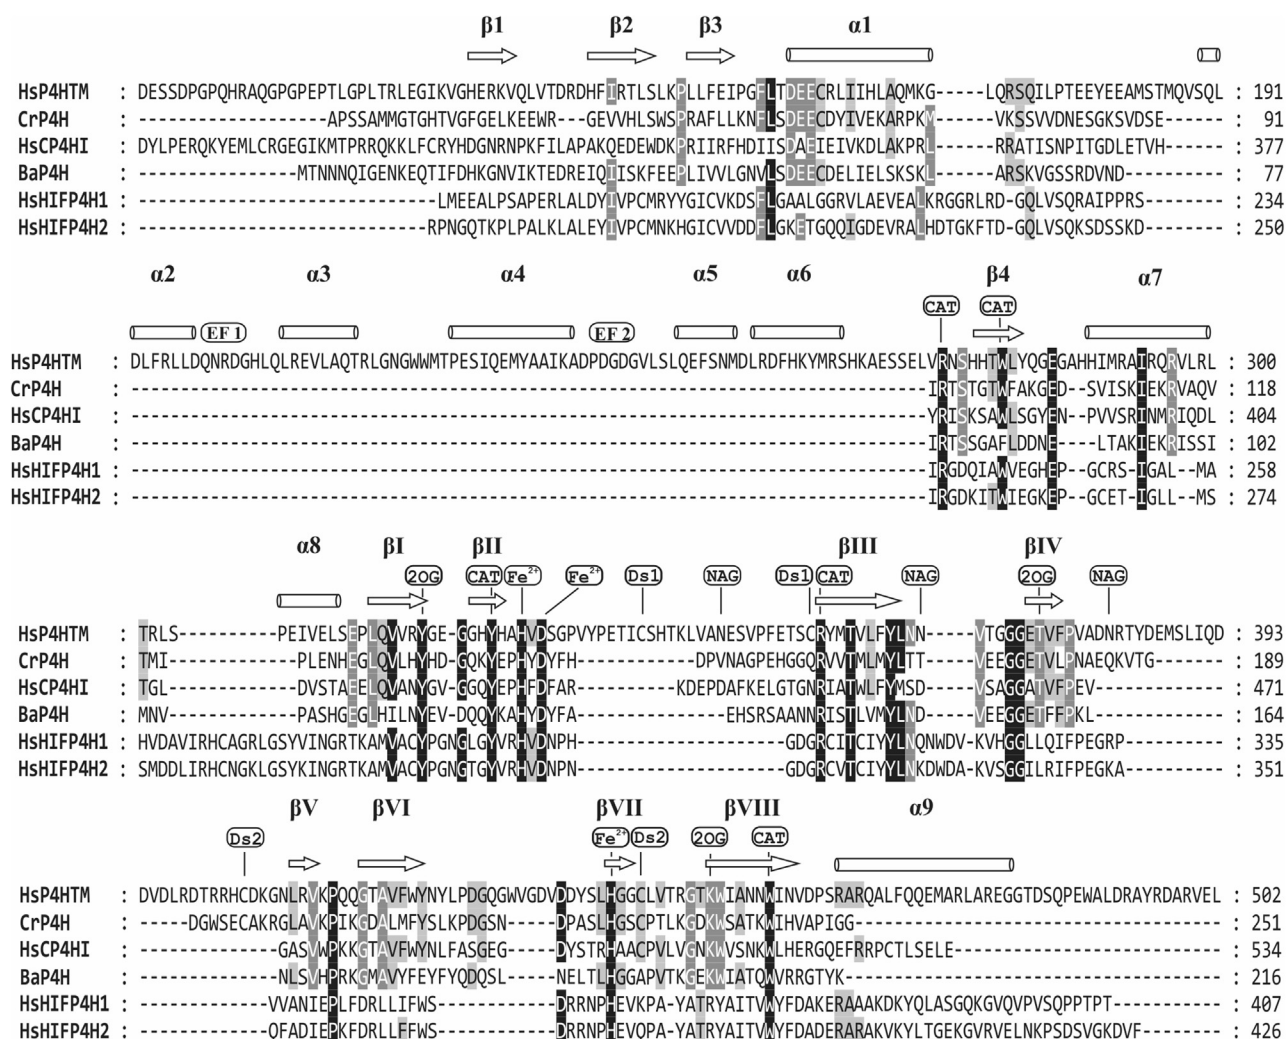 β1 β2 β3 α1
HsP4HTM : DESSDPGPQHRAQGPGPEPTLGPLTRLEGIKVGHERKVQLVTDRDHFIRTLSLKPLLFEIPGFLTDEECRLIIHLAQMKG-----LQRSQILPTEEYEEAMSTMQVSQL : 191
CrP4H : -------------------APSSAMMGTGHTVGFGELKEEWR---GEVVHLSWSPRAFLLKNFLSDEECDYIVEKARPKM------VKSSVVDNESGKSVDSE-------- : 91
HsCP4HI : DYLPERQKYEMLCRGEGIKMTPRRQKKLFCRYHDGNRNPKFILAPAKQEDEWDKPRIIRFHDIISDAEIEIVKDLAKPRL------RRATISNPITGDLETVH------ : 377
BaP4H : ----------------MTNNNQIGENKEQTIFDHKGNVIKTEDREIQIISKFEEPLIVVLGNVLSDEECDELIELSKSKL------ARSKVGSSRDVND---------- : 77
HsHIFP4H1 : ------------------------------LMEEALPSAPERLALDYIVPCMRYYGICVKDSFLGAALGGRVLAEVEALKRGGRLRD-GQLVSQRAIPPRS-------- : 234
HsHIFP4H2 : -----------------------------RPNGQTKPLPALKLALEYIVPCMNKHGICVVDDFLGKETGQQIGDEVRALHDTGKFTD-GQLVSQKSDSSKD-------- : 250
α2 α3 α4 α5 α6 β4 α7
EF 1 EF 2 CAT CAT
HsP4HTM : DLFRLLDQNRDGHLQLREVLAQTRLGNGWWMTPESIQEMYAAIKADPDGDGVLSLQEFSNMDLRDFHKYMRSHKAESSELVRNSHHTWLYQGEGAHHIMRAIRQRVLRL : 300
CrP4H : --------------------------------------------------------------------------------IRTSTGTWFAKGED--SVISKIEKRVAQV : 118
HsCP4HI : --------------------------------------------------------------------------------YRISKSAWLSGYEN--PVVSRINMRIQDL : 404
BaP4H : --------------------------------------------------------------------------------IRTSSGAFLDDNE----LTAKIEKRISSI : 102
HsHIFP4H1 : --------------------------------------------------------------------------------IRGDQIAWVEGHEP--GCRS-IGAL--MA : 258
HsHIFP4H2 : --------------------------------------------------------------------------------IRGDKITWIEGKEP--GCET-IGLL--MS : 274
α8 βI βII βIII βIV
2OG CAT Fe²⁺ Fe²⁺ Ds1 NAG Ds1 CAT NAG 2OG NAG
HsP4HTM : TRLS----------PEIVELSEPLQVVRYGE-GGHYHAHVDSGPVYPETICSHTKLVANESVPFETSCRYMTVLFYLNN-----VTGGGETVFPVADNRTYDEMSLIQD : 393
CrP4H : TMI-----------PLENHEGLQVLHYHD-GQKYEPHYDYFH------------DPVNAGPEHGGQRVVTMLMYLTT-----VEEGGETVLPNAEQKVTG------- : 189
HsCP4HI : TGL-----------DVSTAEELQVANYGV-GGQYEPHFDFAR----------KDEPDAFKELGTGNRIATWLFYMSD-----VSAGGATVFPEV------------- : 471
BaP4H : MNV-----------PASHGEGLHILNYEV-DQQYKAHYDYFA---------------EHSRSAANNRISTLVMYLND-----VEEGGETFFPKL------------- : 164
HsHIFP4H1 : HVDAVIRHCAGRLGSYVINGRTKAMVACYPGNGLGYVRHVDNPH---------------------GDGRCITCIYYLNQNWDV-KVHGGLLQIFPEGRP---------- : 335
HsHIFP4H2 : SMDDLIRHCNGKLGSYKINGRTKAMVACYPGNGTGYVRHVDNPN---------------------GDGRCVTCIYYLNKDWDA-KVSGGILRIFPEGKA---------- : 351
βV βVI βVII βVIII α9
Ds2 Fe²⁺ Ds2 2OG CAT
HsP4HTM : DVDLRDTRRHCDKGNLRVKPQQGTAVFWYNYLPDGQGWVGDVDDYSLHGGCLVTRGTKWIANNWINVDPSRARQALFQQEMARLAREGGTDSQPEWALDRAYRDARVEL : 502
CrP4H : -----DGWSECAKRGLAVKPIKGDALMFYSLKPDGSN-----DPASLHGSCPTLKGDKWSATKWIHVAPIGG------------------------------------- : 251
HsCP4HI : -------------GASVWPKKGTAVFWYNLFASGEG------DYSTRHAACPVLVGNKWVSNKWLHERGQEFRRPCTLSELE--------------------------- : 534
BaP4H : -------------NLSVHPRKGMAVYFEYFYQDQSL------NELTLHGGAPVTKGEKWIATQWVRRGTYK-------------------------------------- : 216
HsHIFP4H1 : -------------VVANIEPLFDRLLIFWS------------DRRNPHEVKPA-YATRYAITVWYFDAKERAAAKDKYQLASGQKGVQVPVSQPPTPT----------- : 407
HsHIFP4H2 : -------------QFADIEPKFDRLLFFWS------------DRRNPHEVQPA-YATRYAITVWYFDADERARAKVKYLTGEKGVRVELNKPSDSVGKDVF-------- : 426